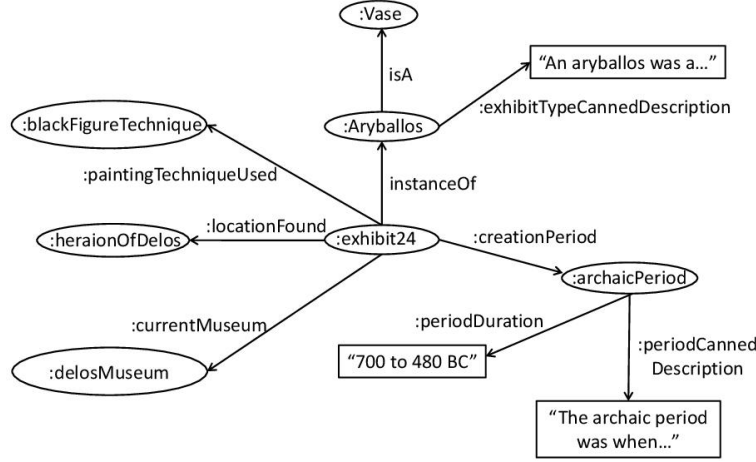 :Vase
isA
“An aryballos was a…”
:exhibitTypeCannedDescription
:Aryballos
:blackFigureTechnique
:paintingTechniqueUsed
instanceOf
:locationFound
:heraionOfDelos
:exhibit24
:creationPeriod
:archaicPeriod
:currentMuseum
:periodDuration
:periodCanned
Description
“700 to 480 BC”
:delosMuseum
“The archaic period
was when…”